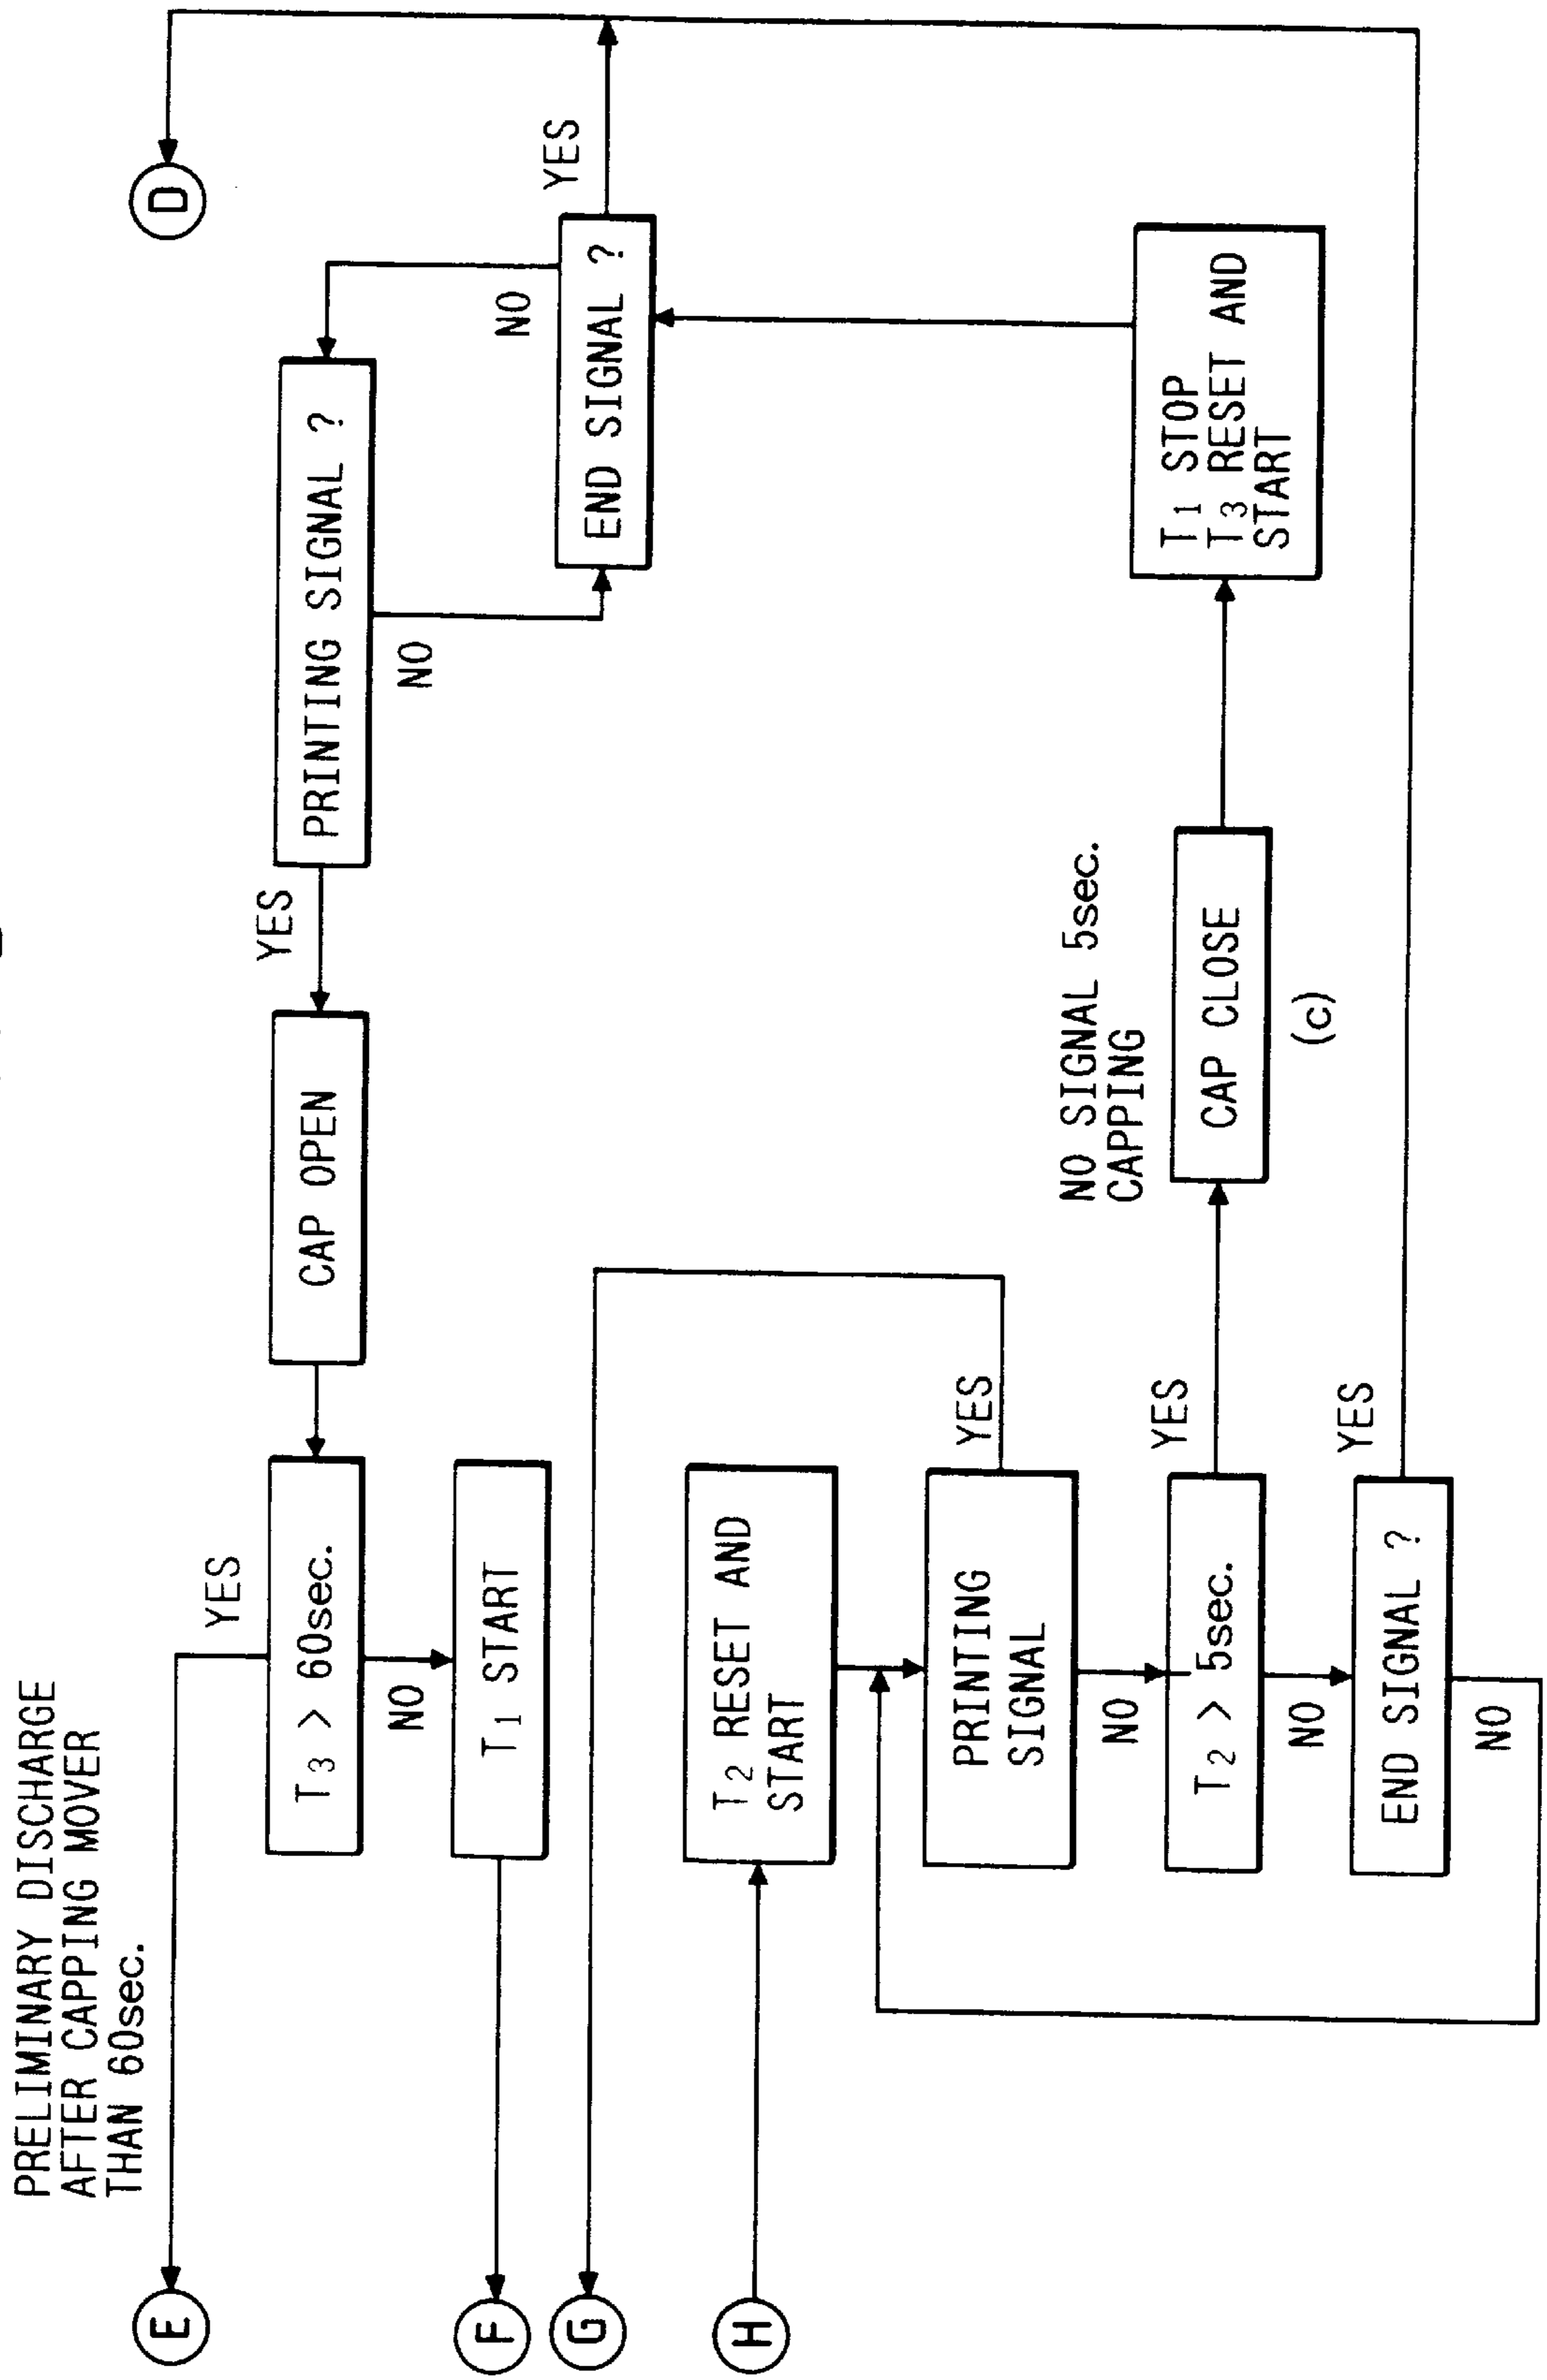 PRELIMINARY DISCHARGE
AFTER CAPPING MOVER
THAN 60sec.
E
YES
T3 > 60sec.
NO
CAP OPEN
YES
PRINTING SIGNAL ?
NO
D
T1 START
F
G
NO
END SIGNAL ?
YES
H
T2 RESET AND
START
PRINTING
SIGNAL
YES
NO
T2 > 5sec.
YES
NO SIGNAL 5sec.
CAPPING
CAP CLOSE
(c)
T1 STOP
T3 RESET AND
START
NO
END SIGNAL ?
YES
NO